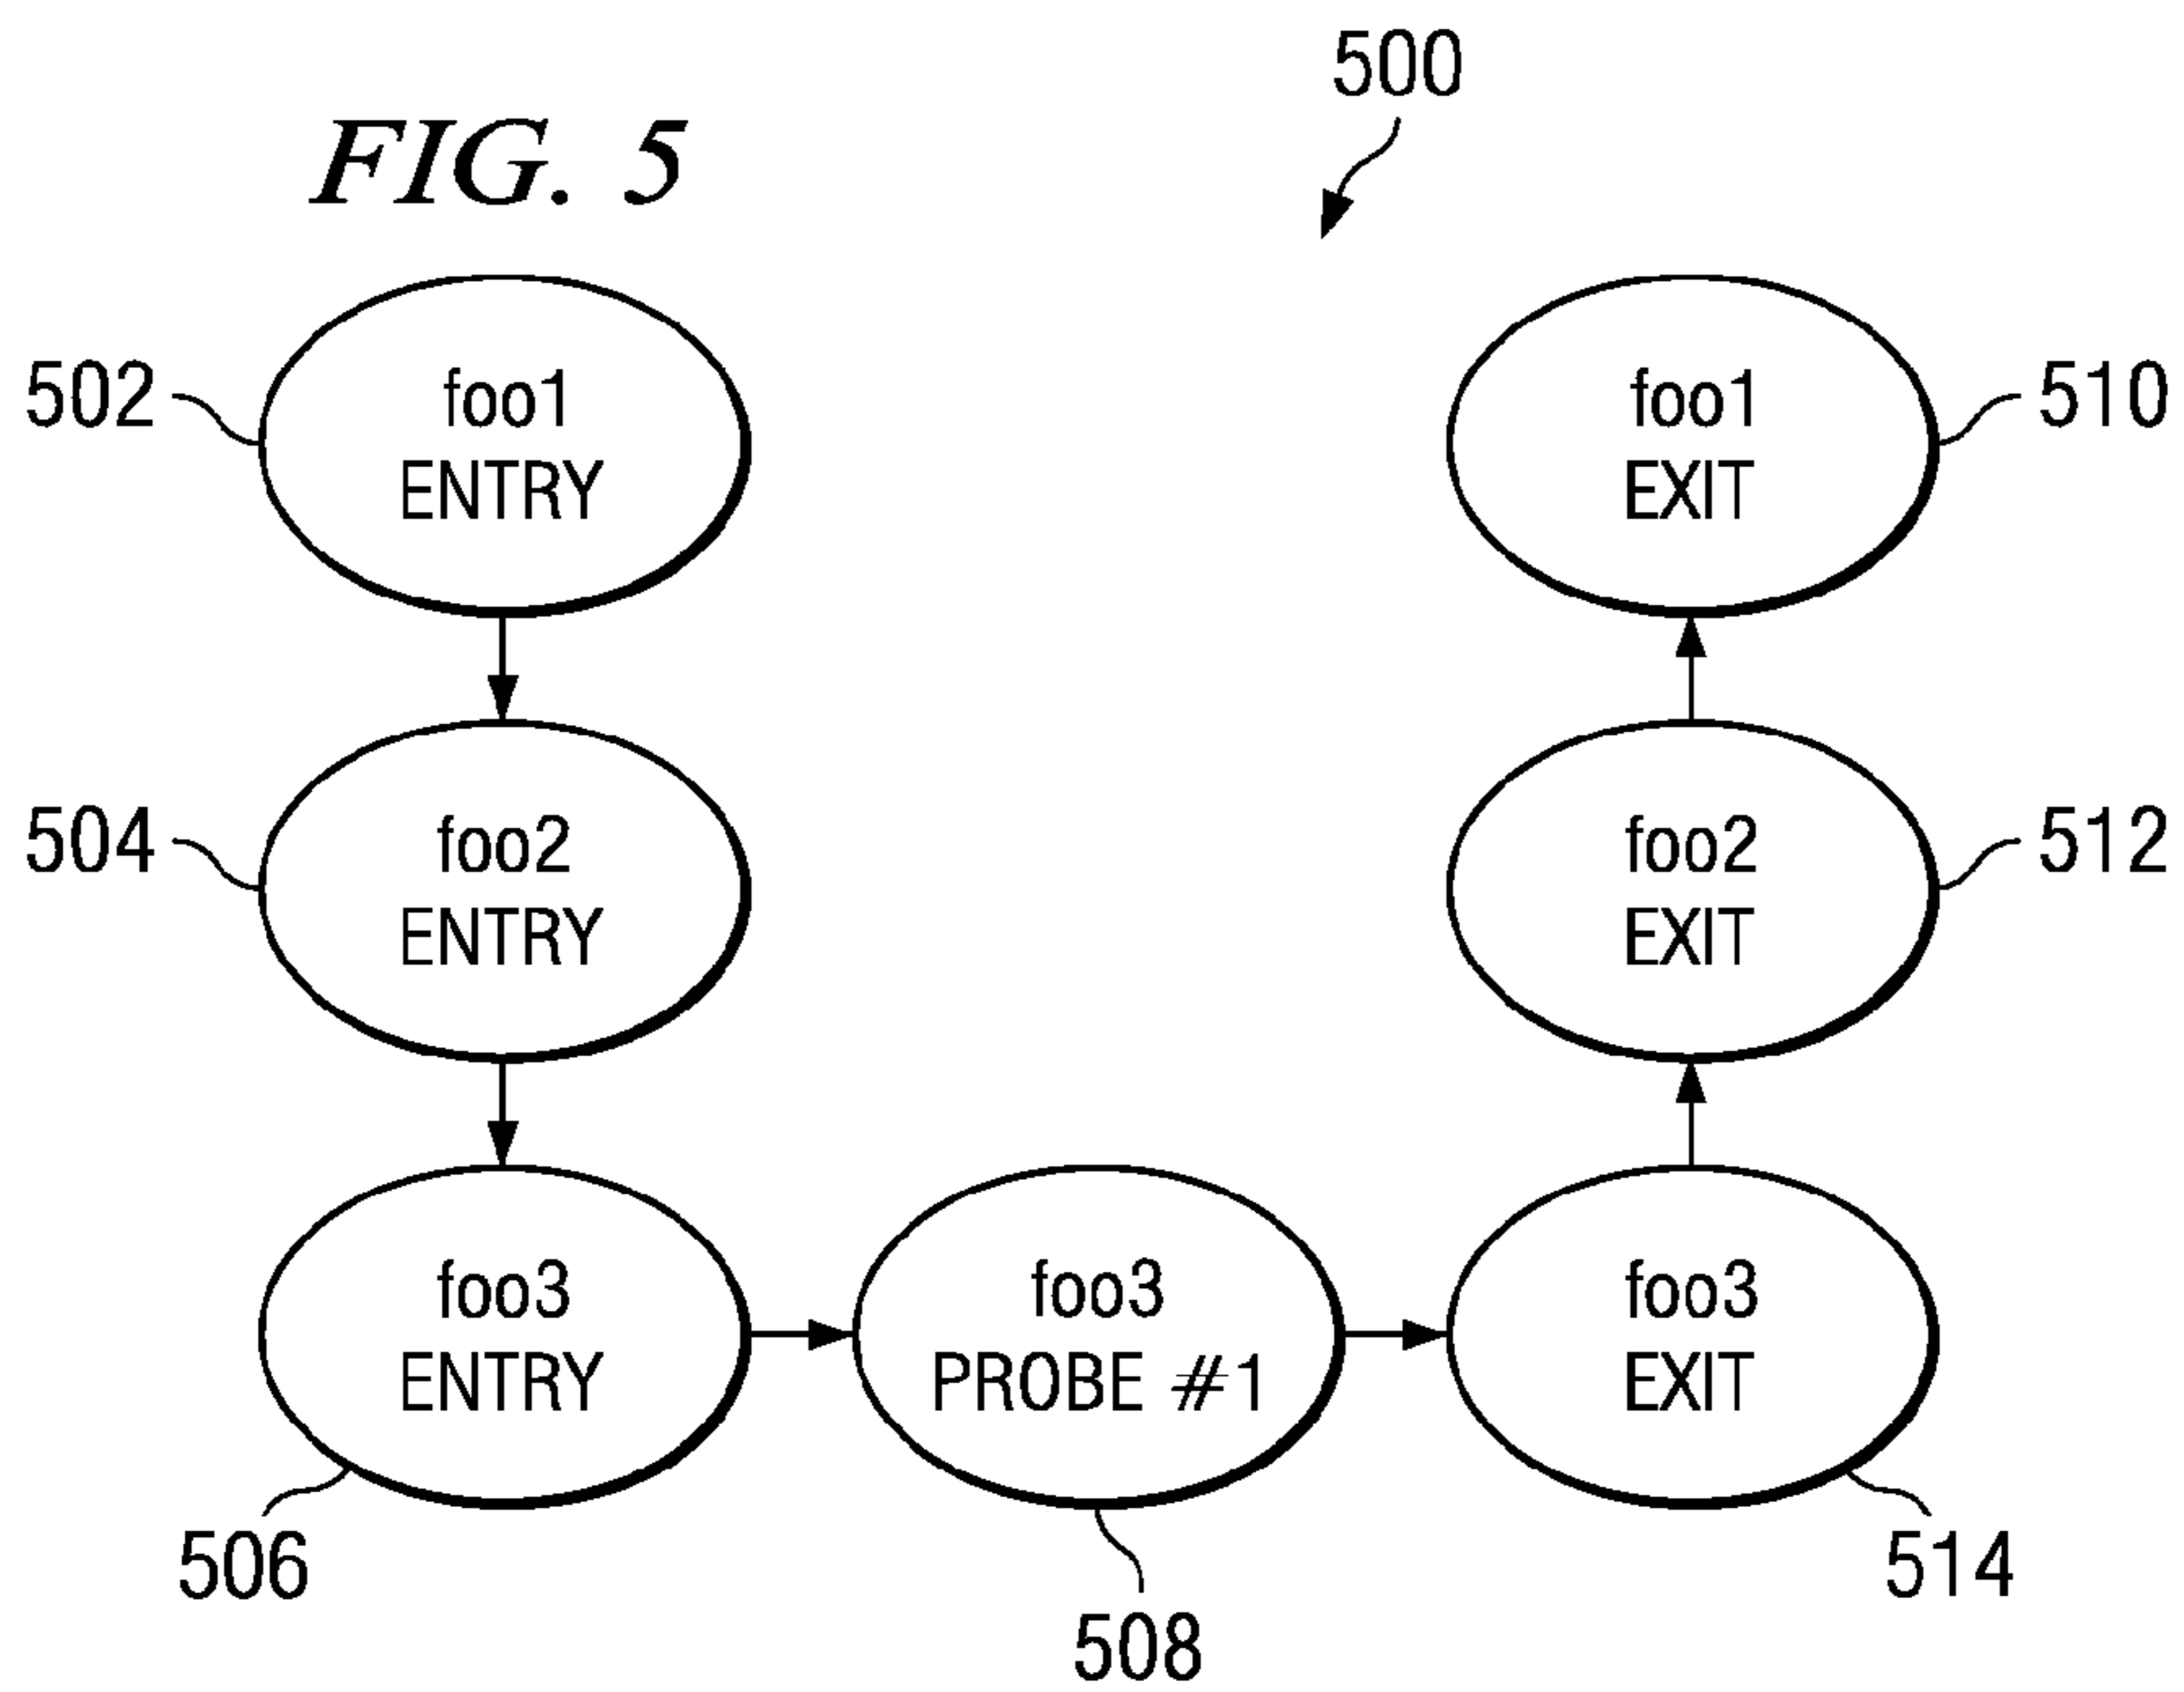 500
FIG. 5
502
foo1
ENTRY
foo1
EXIT
510
504
foo2
ENTRY
foo2
EXIT
512
foo3
ENTRY
foo3
PROBE #1
foo3
EXIT
506
508
514